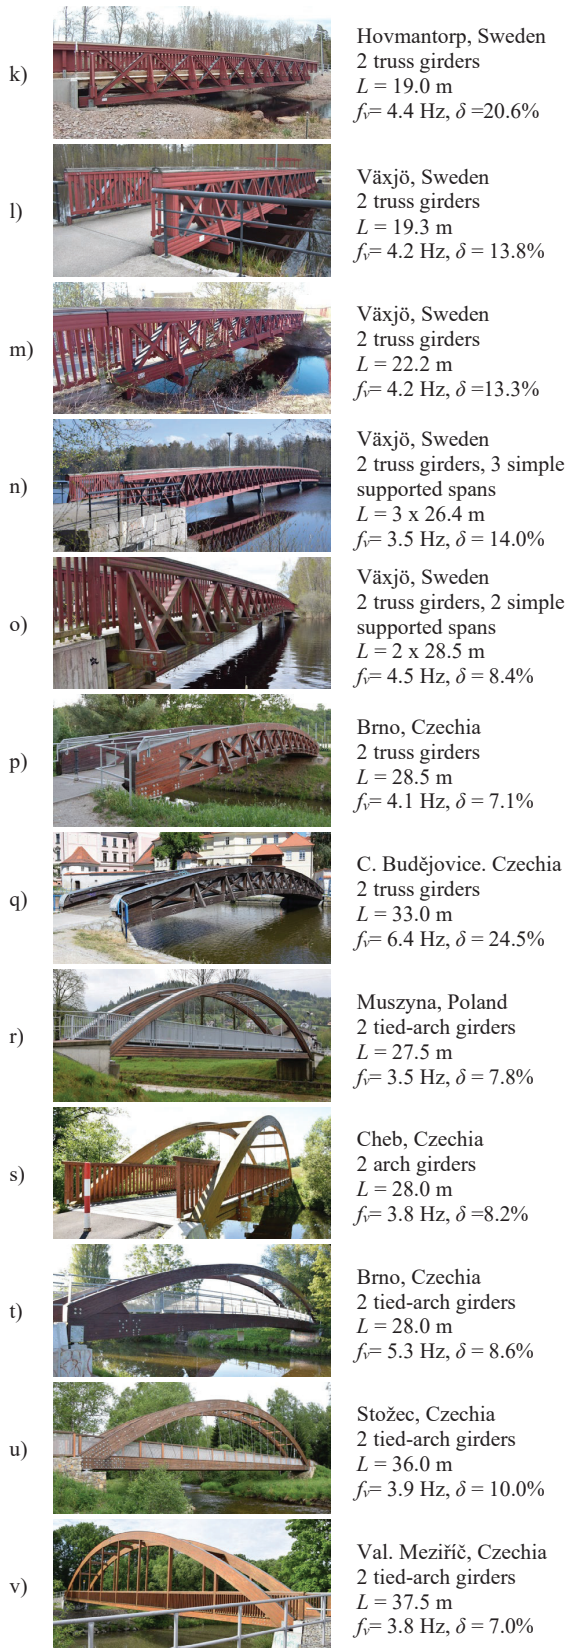 k)
Hovmantorp, Sweden
2 truss girders
L = 19.0 m
fv= 4.4 Hz, δ =20.6%
l)
Växjö, Sweden
2 truss girders
L = 19.3 m
fv= 4.2 Hz, δ = 13.8%
m)
Växjö, Sweden
2 truss girders
L = 22.2 m
fv= 4.2 Hz, δ =13.3%
n)
Växjö, Sweden
2 truss girders, 3 simple
supported spans
L = 3 x 26.4 m
fv= 3.5 Hz, δ = 14.0%
o)
Växjö, Sweden
2 truss girders, 2 simple
supported spans
L = 2 x 28.5 m
fv= 4.5 Hz, δ = 8.4%
p)
Brno, Czechia
2 truss girders
L = 28.5 m
fv= 4.1 Hz, δ = 7.1%
q)
C. Budějovice. Czechia
2 truss girders
L = 33.0 m
fv= 6.4 Hz, δ = 24.5%
r)
Muszyna, Poland
2 tied-arch girders
L = 27.5 m
fv= 3.5 Hz, δ = 7.8%
s)
Cheb, Czechia
2 arch girders
L = 28.0 m
fv= 3.8 Hz, δ =8.2%
t)
Brno, Czechia
2 tied-arch girders
L = 28.0 m
fv= 5.3 Hz, δ = 8.6%
u)
Stožec, Czechia
2 tied-arch girders
L = 36.0 m
fv= 3.9 Hz, δ = 10.0%
v)
Val. Meziříč, Czechia
2 tied-arch girders
L = 37.5 m
fv= 3.8 Hz, δ = 7.0%